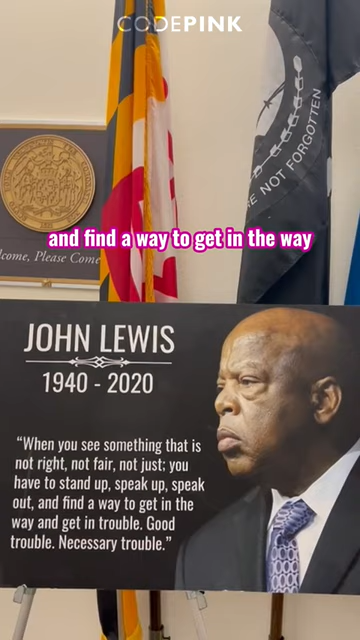 CODEPINK
RE NOT FORGOTTEN
lcome, Please Come
and find a way to get in the way
JOHN LEWIS
1940 - 2020
“When you see something that is
not right, not fair, not just; you
have to stand up, speak up, speak
out, and find a way to get in the
way and get in trouble. Good
trouble. Necessary trouble.”